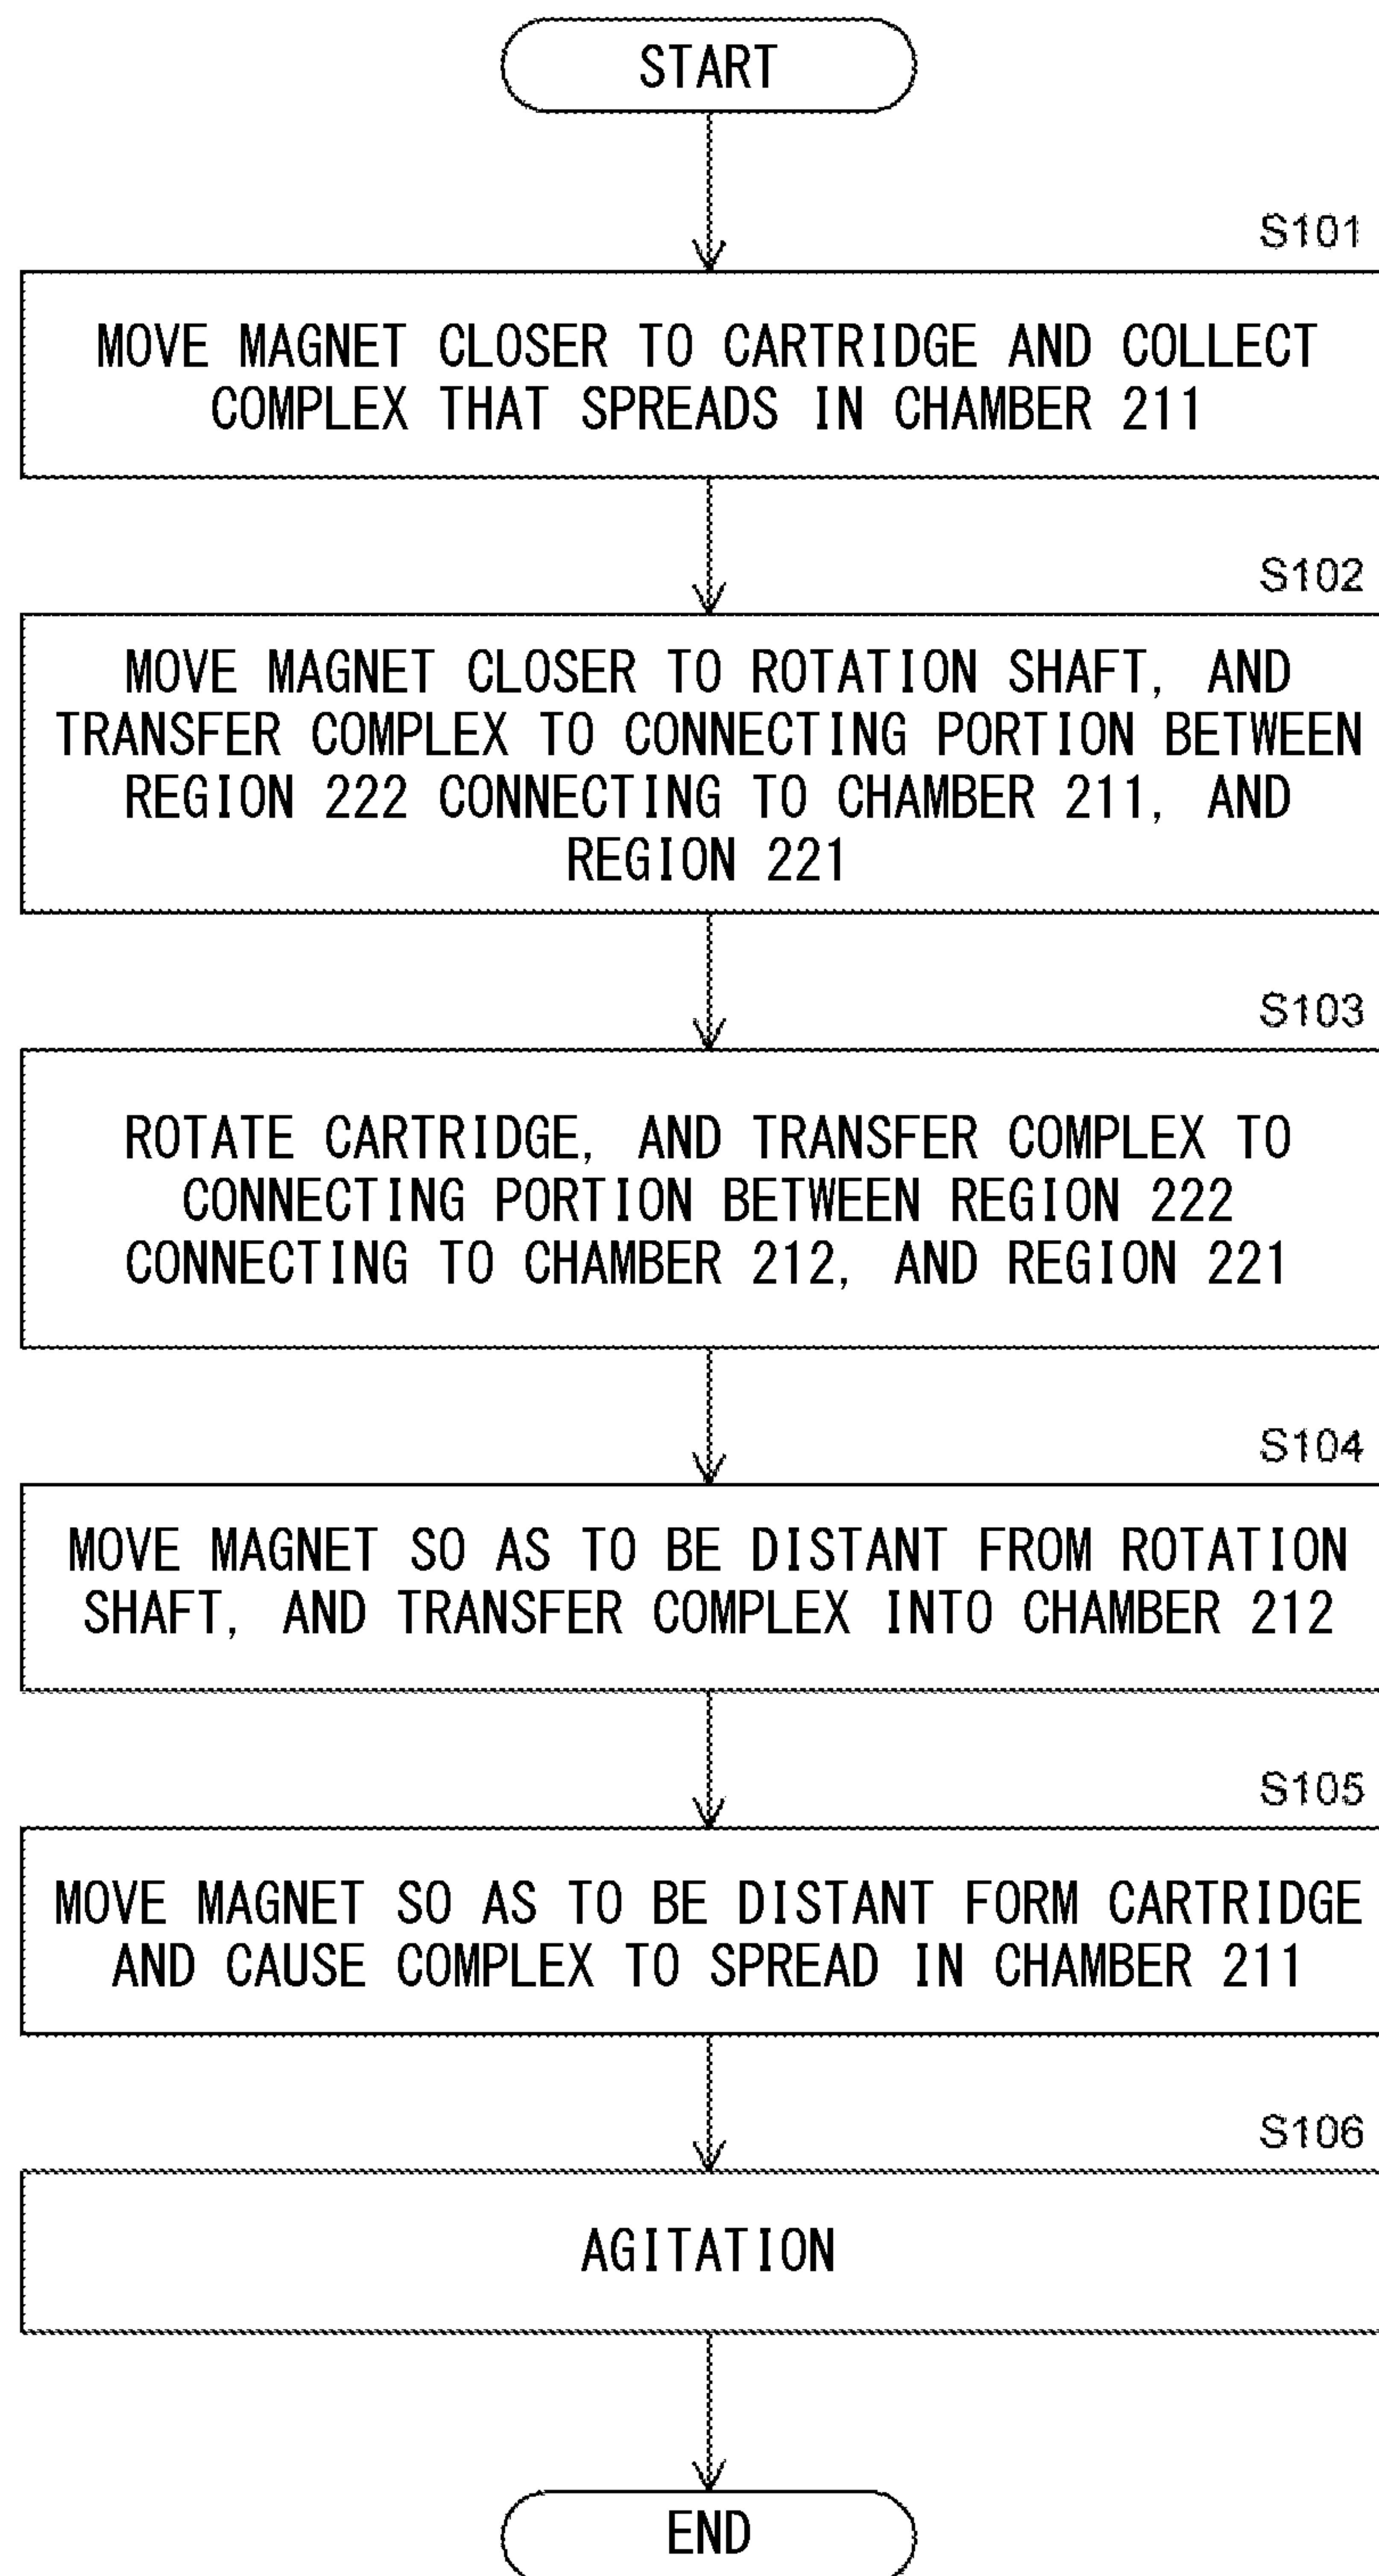 START
S101
MOVE MAGNET CLOSER TO CARTRIDGE AND COLLECT
COMPLEX THAT SPREADS IN CHAMBER 211
S102
MOVE MAGNET CLOSER TO ROTATION SHAFT, AND
TRANSFER COMPLEX TO CONNECTING PORTION BETWEEN
REGION 222 CONNECTING TO CHAMBER 211, AND
REGION 221
S103
ROTATE CARTRIDGE, AND TRANSFER COMPLEX TO
CONNECTING PORTION BETWEEN REGION 222
CONNECTING TO CHAMBER 212, AND REGION 221
S104
MOVE MAGNET SO AS TO BE DISTANT FROM ROTATION
SHAFT, AND TRANSFER COMPLEX INTO CHAMBER 212
S105
MOVE MAGNET SO AS TO BE DISTANT FORM CARTRIDGE
AND CAUSE COMPLEX TO SPREAD IN CHAMBER 211
S106
AGITATION
END